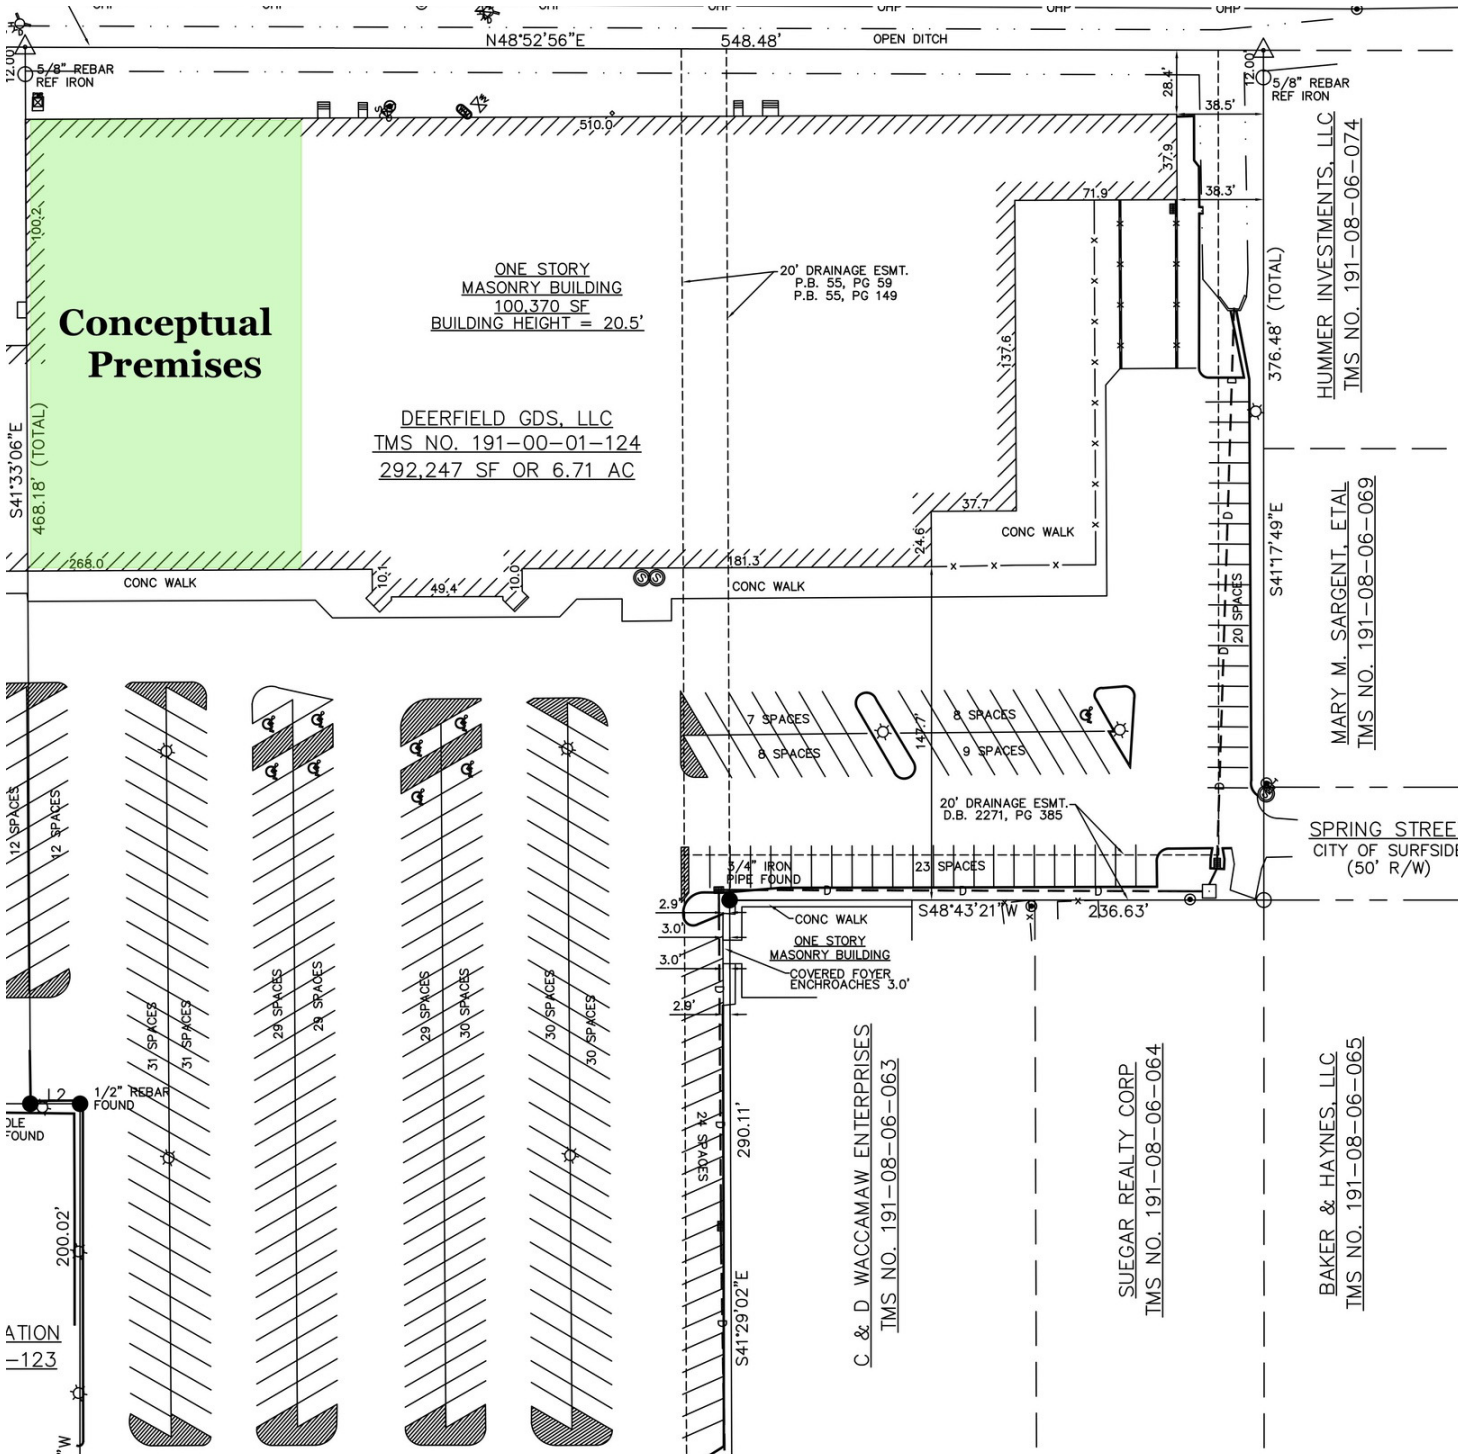 OHP
OHP
OHP
OHP
OHP
OHP
N48°52'56"E
548.48'
OPEN DITCH
12.00'
5/8" REBAR
REF IRON
28.4'
12.00'
5/8" REBAR
REF IRON
38.5'
510.0
37.9
38.3'
71.9
100.2
HUMMER INVESTMENTS, LLC
TMS NO. 191-08-06-074
ONE STORY
MASONRY BUILDING
100,370 SF
BUILDING HEIGHT = 20.5'
20' DRAINAGE ESMT.
P.B. 55, PG 59
P.B. 55, PG 149
Conceptual
Premises
376.48' (TOTAL)
137.6
DEERFIELD GDS, LLC
TMS NO. 191-00-01-124
292,247 SF OR 6.71 AC
S41°33'06"E
468.18' (TOTAL)
37.7
24.6
CONC WALK
MARY M. SARGENT, ETAL
TMS NO. 191-08-06-069
S41°17'49"E
268.0
CONC WALK
10.1
49.4'
10.0
181.3
CONC WALK
20 SPACES
7 SPACES
8 SPACES
8 SPACES
9 SPACES
147.7'
12 SPACES
12 SPACES
20' DRAINAGE ESMT.
D.B. 2271, PG 385
SPRING STREE
CITY OF SURFSIDE
(50' R/W)
3/4" IRON
PIPE FOUND
23 SPACES
2.9'
CONC WALK
S48°43'21"W
236.63'
3.0'
ONE STORY
MASONRY BUILDING
3.0'
COVERED FOYER
ENCHROACHES 3.0'
2.9'
31 SPACES
31 SPACES
29 SPACES
29 SPACES
29 SPACES
30 SPACES
30 SPACES
30 SPACES
L2
1/2" REBAR
FOUND
OLE
FOUND
24 SPACES
290.11'
C & D WACCAMAW ENTERPRISES
TMS NO. 191-08-06-063
SUEGAR REALTY CORP
TMS NO. 191-08-06-064
BAKER & HAYNES, LLC
TMS NO. 191-08-06-065
200.02'
S41°29'02"E
ATION
-123
"W